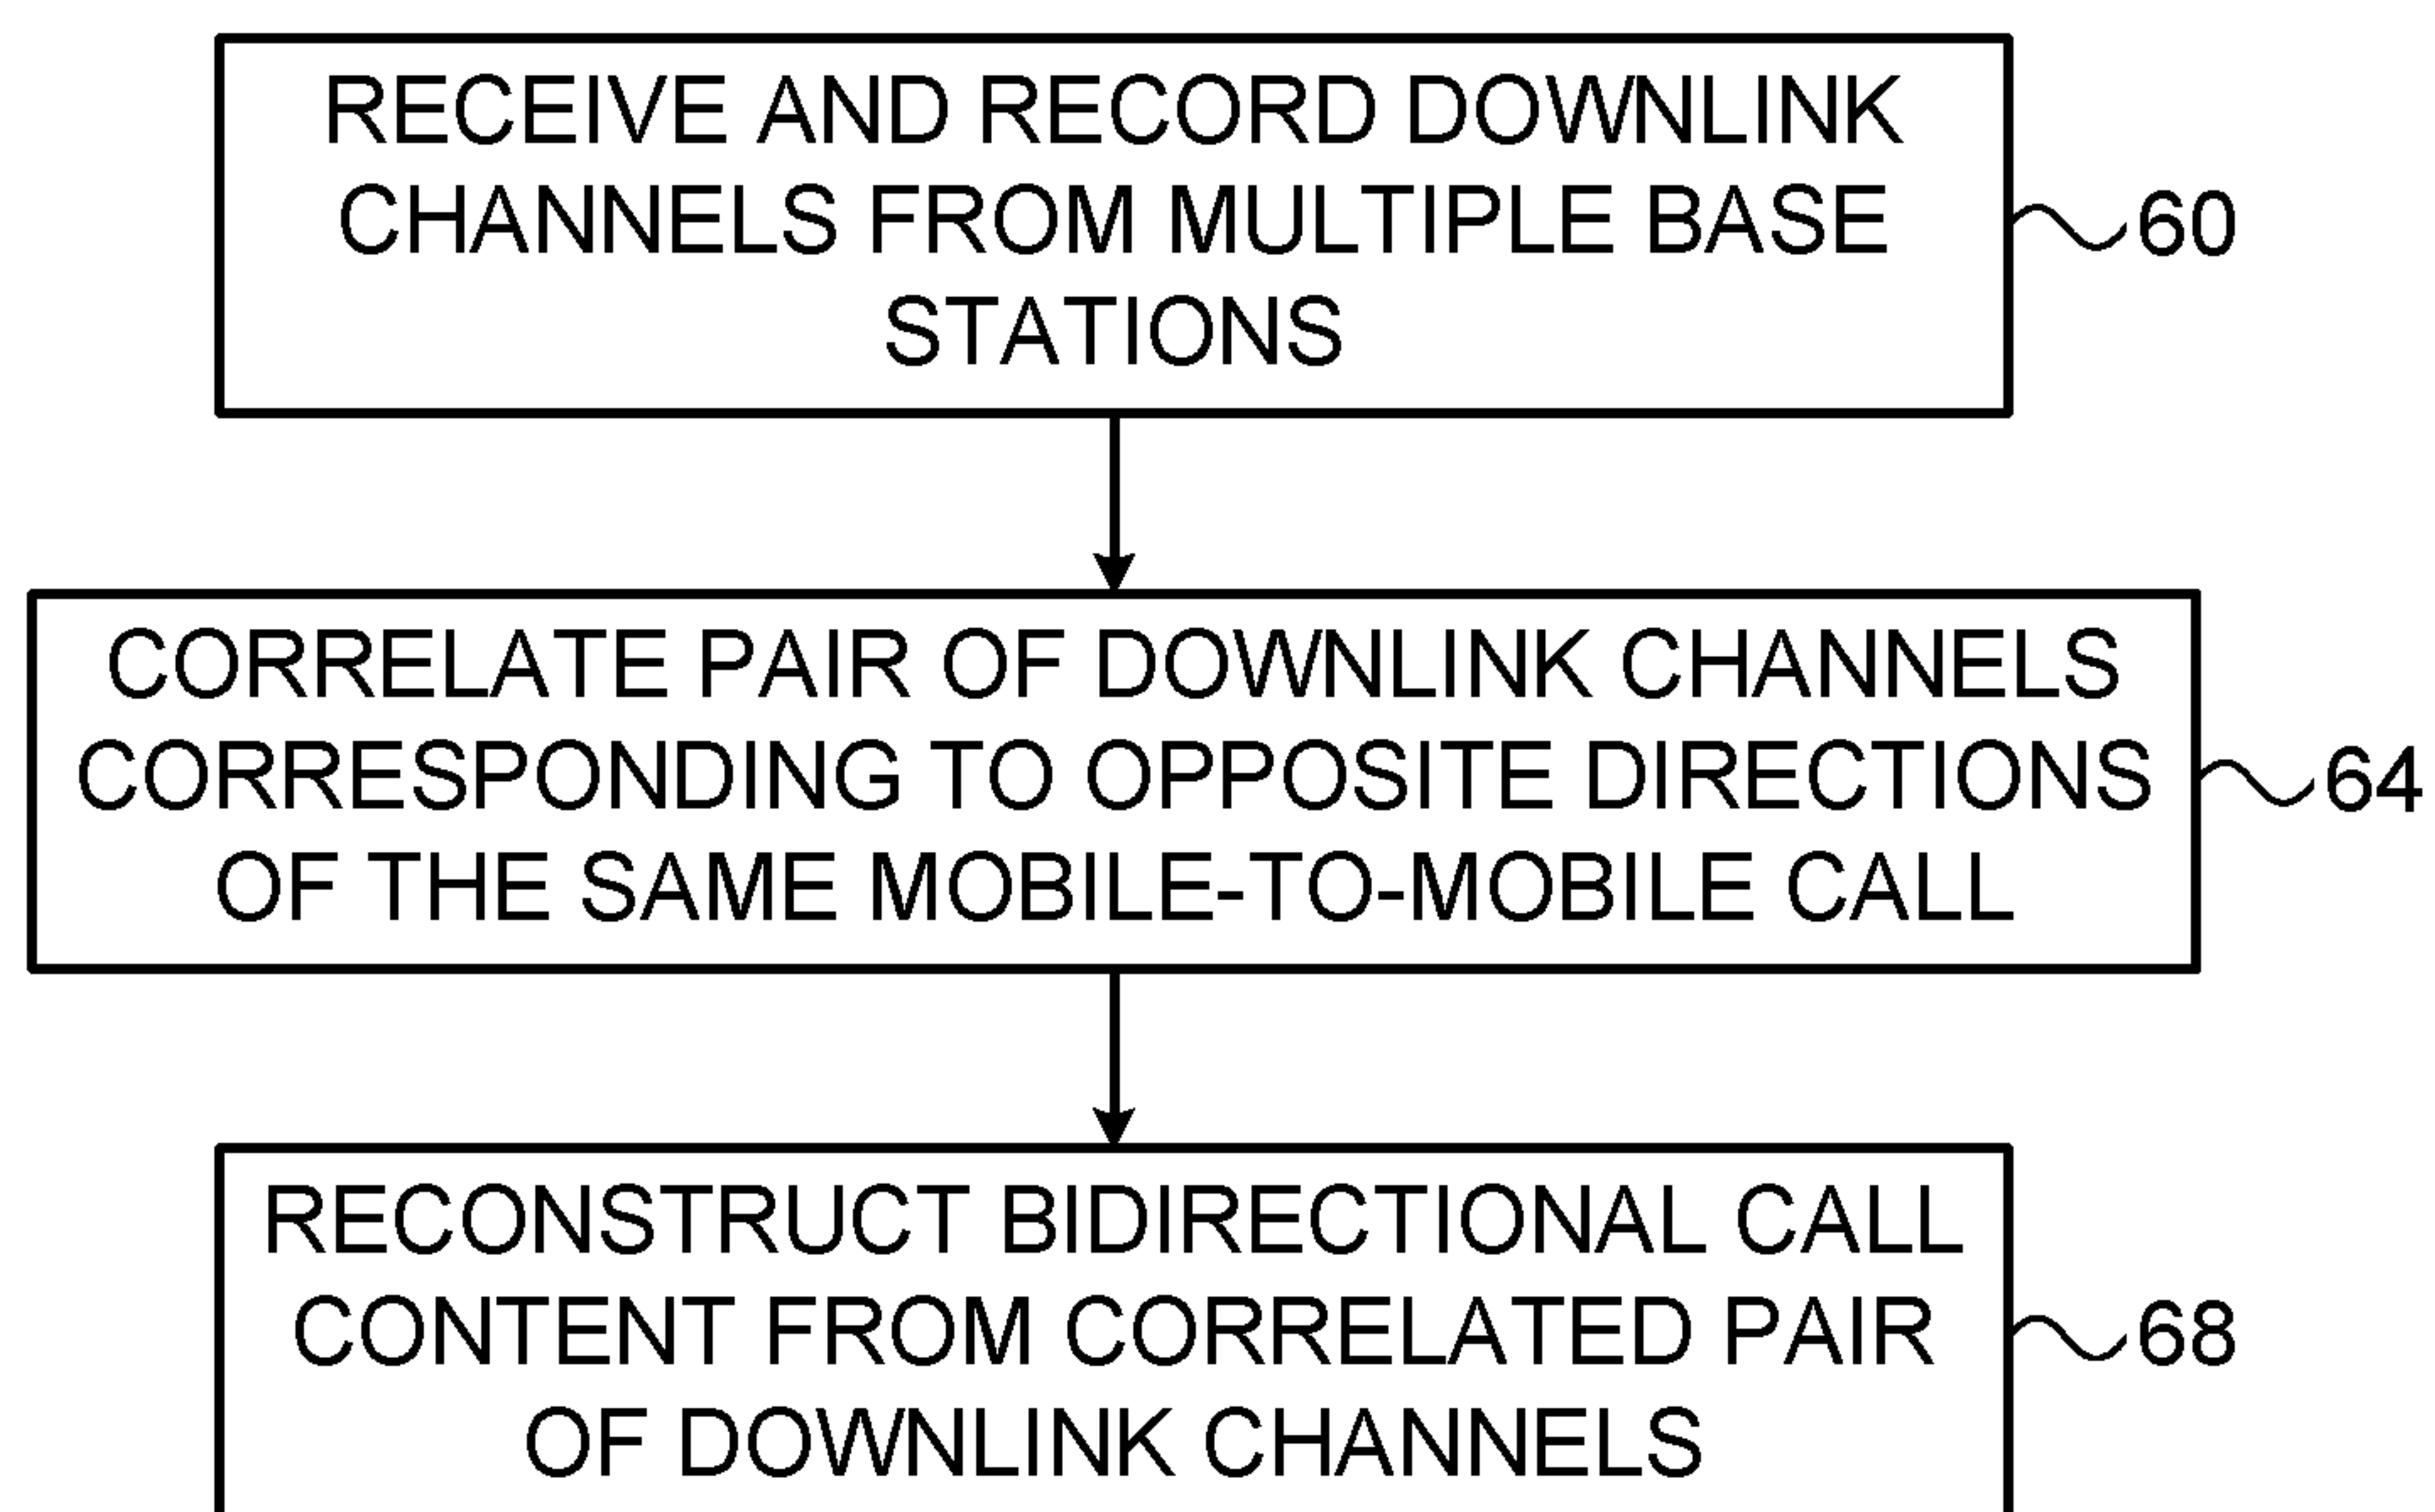 RECEIVE AND RECORD DOWNLINK
CHANNELS FROM MULTIPLE BASE
STATIONS
60
CORRELATE PAIR OF DOWNLINK CHANNELS
CORRESPONDING TO OPPOSITE DIRECTIONS
OF THE SAME MOBILE-TO-MOBILE CALL
64
RECONSTRUCT BIDIRECTIONAL CALL
CONTENT FROM CORRELATED PAIR
OF DOWNLINK CHANNELS
68